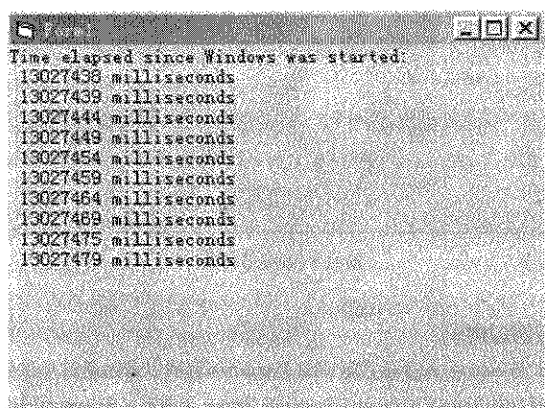 Time elapsed since Windows was started:
13027438 milliseconds
13027439 milliseconds
13027444 milliseconds
13027449 milliseconds
13027454 milliseconds
13027459 milliseconds
13027464 milliseconds
13027469 milliseconds
13027475 milliseconds
13027479 milliseconds